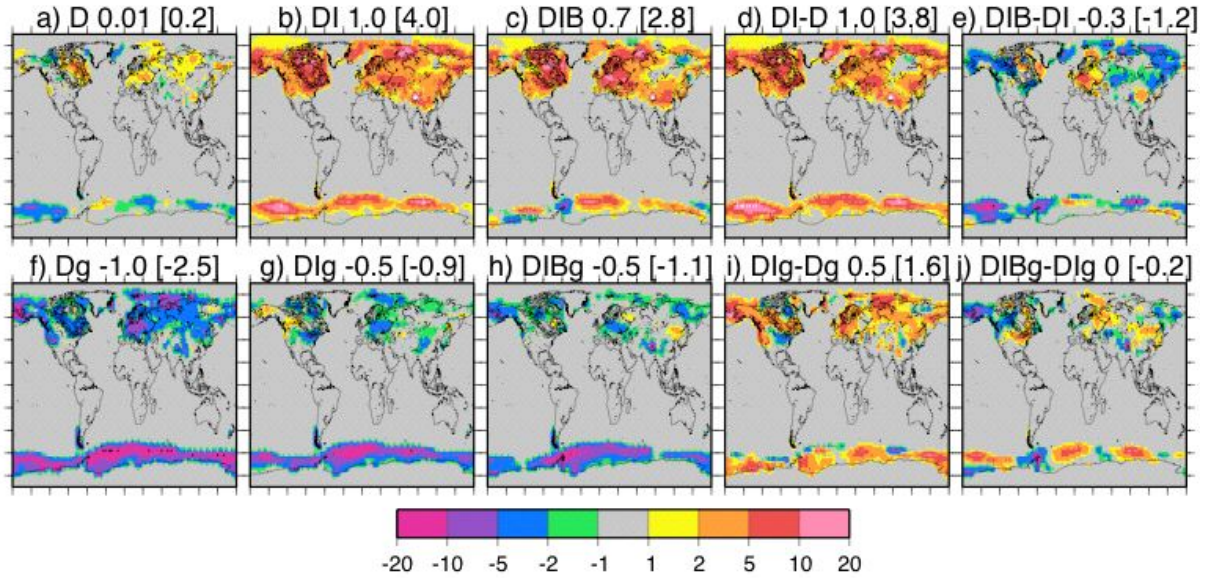 a) D 0.01 [0.2] b) DI 1.0 [4.0] c) DIB 0.7 [2.8] d) DI-D 1.0 [3.8] e) DIB-DI -0.3 [-1.2]
f) Dg -1.0 [-2.5] g) DIg -0.5 [-0.9] h) DIBg -0.5 [-1.1] i) DIg-Dg 0.5 [1.6] j) DIBg-DIg 0 [-0.2]
-20 -10 -5 -2 -1 1 2 5 10 20